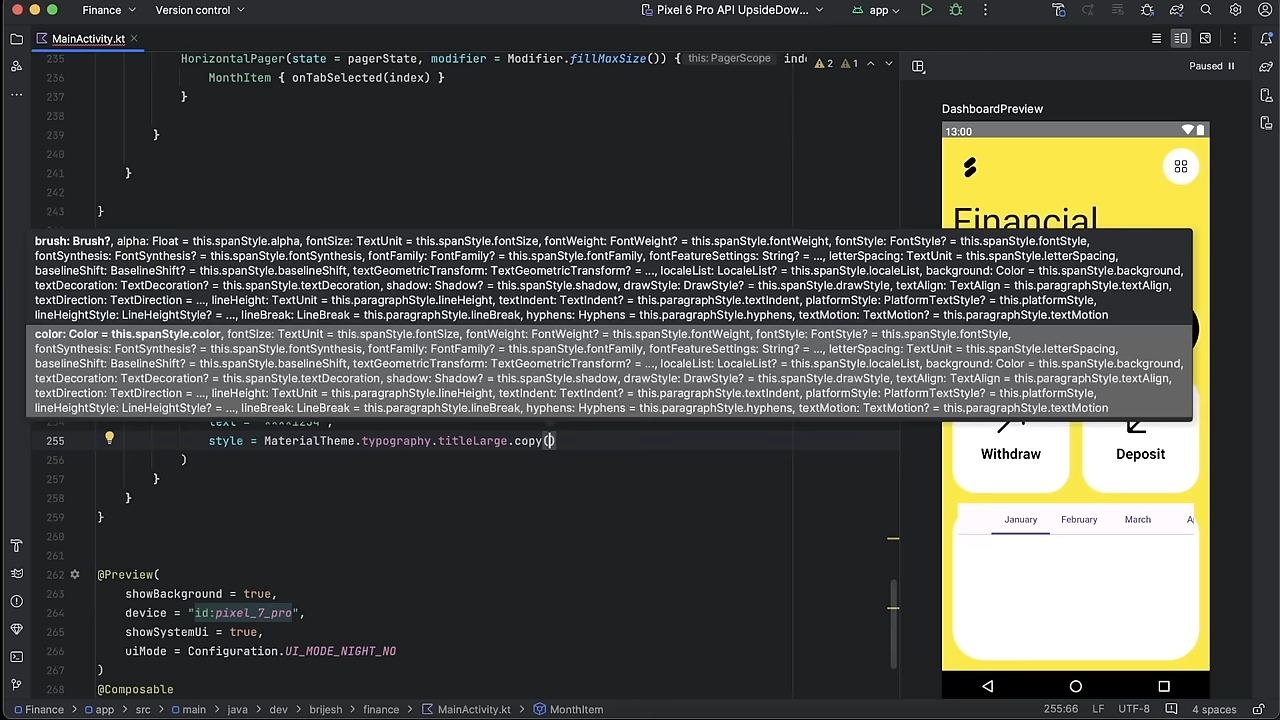 Finance
Version control
Pixel 6 Pro API UpsideDow...
app
MainActivity.kt
235 HorizontalPager(state = pagerState, modifier = Modifier.fillMaxSize()) { this: PagerScope inde
2 1
236 MonthItem { onTabSelected(index) }
237 }
238
239 }
240
241 }
242
243 }
brush: Brush?, alpha: Float = this.spanStyle.alpha, fontSize: TextUnit = this.spanStyle.fontSize, fontWeight: FontWeight? = this.spanStyle.fontWeight, fontStyle: FontStyle? = this.spanStyle.fontStyle,
fontSynthesis: FontSynthesis? = this.spanStyle.fontSynthesis, fontFamily: FontFamily? = this.spanStyle.fontFamily, fontFeatureSettings: String? = ..., letterSpacing: TextUnit = this.spanStyle.letterSpacing,
baselineShift: BaselineShift? = this.spanStyle.baselineShift, textGeometricTransform: TextGeometricTransform? = ..., localeList: LocaleList? = this.spanStyle.localeList, background: Color = this.spanStyle.background,
textDecoration: TextDecoration? = this.spanStyle.textDecoration, shadow: Shadow? = this.spanStyle.shadow, drawStyle: DrawStyle? = this.spanStyle.drawStyle, textAlign: TextAlign = this.paragraphStyle.textAlign,
textDirection: TextDirection = ..., lineHeight: TextUnit = this.paragraphStyle.lineHeight, textIndent: TextIndent? = this.paragraphStyle.textIndent, platformStyle: PlatformTextStyle? = this.platformStyle,
lineHeightStyle: LineHeightStyle? = ..., lineBreak: LineBreak = this.paragraphStyle.lineBreak, hyphens: Hyphens = this.paragraphStyle.hyphens, textMotion: TextMotion? = this.paragraphStyle.textMotion
color: Color = this.spanStyle.color, fontSize: TextUnit = this.spanStyle.fontSize, fontWeight: FontWeight? = this.spanStyle.fontWeight, fontStyle: FontStyle? = this.spanStyle.fontStyle,
fontSynthesis: FontSynthesis? = this.spanStyle.fontSynthesis, fontFamily: FontFamily? = this.spanStyle.fontFamily, fontFeatureSettings: String? = ..., letterSpacing: TextUnit = this.spanStyle.letterSpacing,
baselineShift: BaselineShift? = this.spanStyle.baselineShift, textGeometricTransform: TextGeometricTransform? = ..., localeList: LocaleList? = this.spanStyle.localeList, background: Color = this.spanStyle.background,
textDecoration: TextDecoration? = this.spanStyle.textDecoration, shadow: Shadow? = this.spanStyle.shadow, drawStyle: DrawStyle? = this.spanStyle.drawStyle, textAlign: TextAlign = this.paragraphStyle.textAlign,
textDirection: TextDirection = ..., lineHeight: TextUnit = this.paragraphStyle.lineHeight, textIndent: TextIndent? = this.paragraphStyle.textIndent, platformStyle: PlatformTextStyle? = this.platformStyle,
lineHeightStyle: LineHeightStyle? = ..., lineBreak: LineBreak = this.paragraphStyle.lineBreak, hyphens: Hyphens = this.paragraphStyle.hyphens, textMotion: TextMotion? = this.paragraphStyle.textMotion
255 style = MaterialTheme.typography.titleLarge.copy()
256 )
257 }
258 }
259 }
260
261
262 @Preview(
263 showBackground = true,
264 device = "id:pixel_7_pro",
265 showSystemUi = true,
266 uiMode = Configuration.UI_MODE_NIGHT_NO
267 )
268 @Composable
Paused
DashboardPreview
13:00
Financial
Withdraw
Deposit
January
February
March
Finance
app
src
main
java
dev
brijesh
finance
MainActivity.kt
MonthItem
255:66
LF
UTF-8
4 spaces